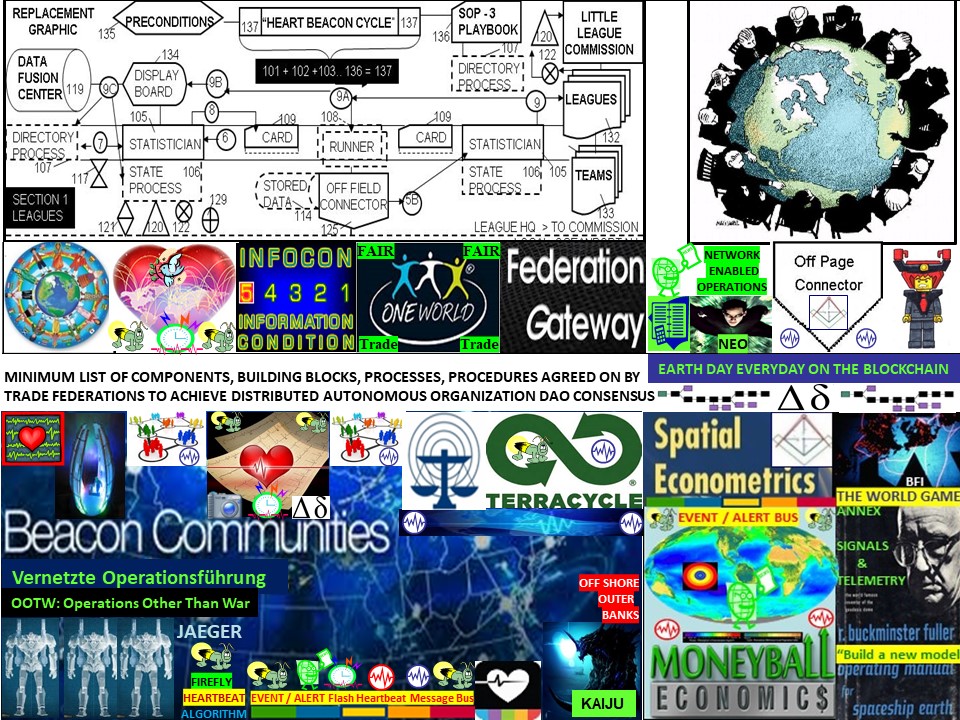 REPLACEMENT
GRAPHIC
135
PRECONDITIONS
137
"HEART BEACON CYCLE"
137
SOP - 3
PLAYBOOK
136
120
122
LITTLE
LEAGUE
COMMISSION
101 + 102 +103.. 136 = 137
107
DIRECTORY
PROCESS
DATA
FUSION
CENTER
119
9C
134
DISPLAY
BOARD
9B
9A
9
LEAGUES
132
105
8
109
108
109
DIRECTORY
PROCESS
107
7
117
STATISTICIAN
6
CARD
RUNNER
CARD
STATISTICIAN
105
STATE
PROCESS
106
STATE
PROCESS
106
TEAMS
133
SECTION 1
LEAGUES
STORED
DATA
114
OFF FIELD
CONNECTOR
125
5B
121
120
122
129
LEAGUE HQ > TO COMMISSION
INFOCON
5 4 3 2 1
INFORMATION
CONDITION
FAIR
FAIR
ONEWORLD
®
Trade
Trade
Federation
Gateway
NETWORK
ENABLED
OPERATIONS
NEO
Off Page
Connector
EARTH DAY EVERYDAY ON THE BLOCKCHAIN
MINIMUM LIST OF COMPONENTS, BUILDING BLOCKS, PROCESSES, PROCEDURES AGREED ON BY
TRADE FEDERATIONS TO ACHIEVE DISTRIBUTED AUTONOMOUS ORGANIZATION DAO CONSENSUS
Δδ
Δδ
TERRACYCLE
Spatial
Econometrics
BFI
THE WORLD GAME
ANNEX
SIGNALS
&
TELEMETRY
r. buckminster fuller
"Build a new model
operating manual
for
spaceship earth
Beacon Communities
Vernetzte Operationsführung
OOTW: Operations Other Than War
JAEGER
FIREFLY
HEARTBEAT
ALGORITHM
EVENT / ALERT Flash Heartbeat Message Bus
OFF SHORE
OUTER
BANKS
KAIJU
EVENT / ALERT BUS
MONEYBALL
ECONOMIC$